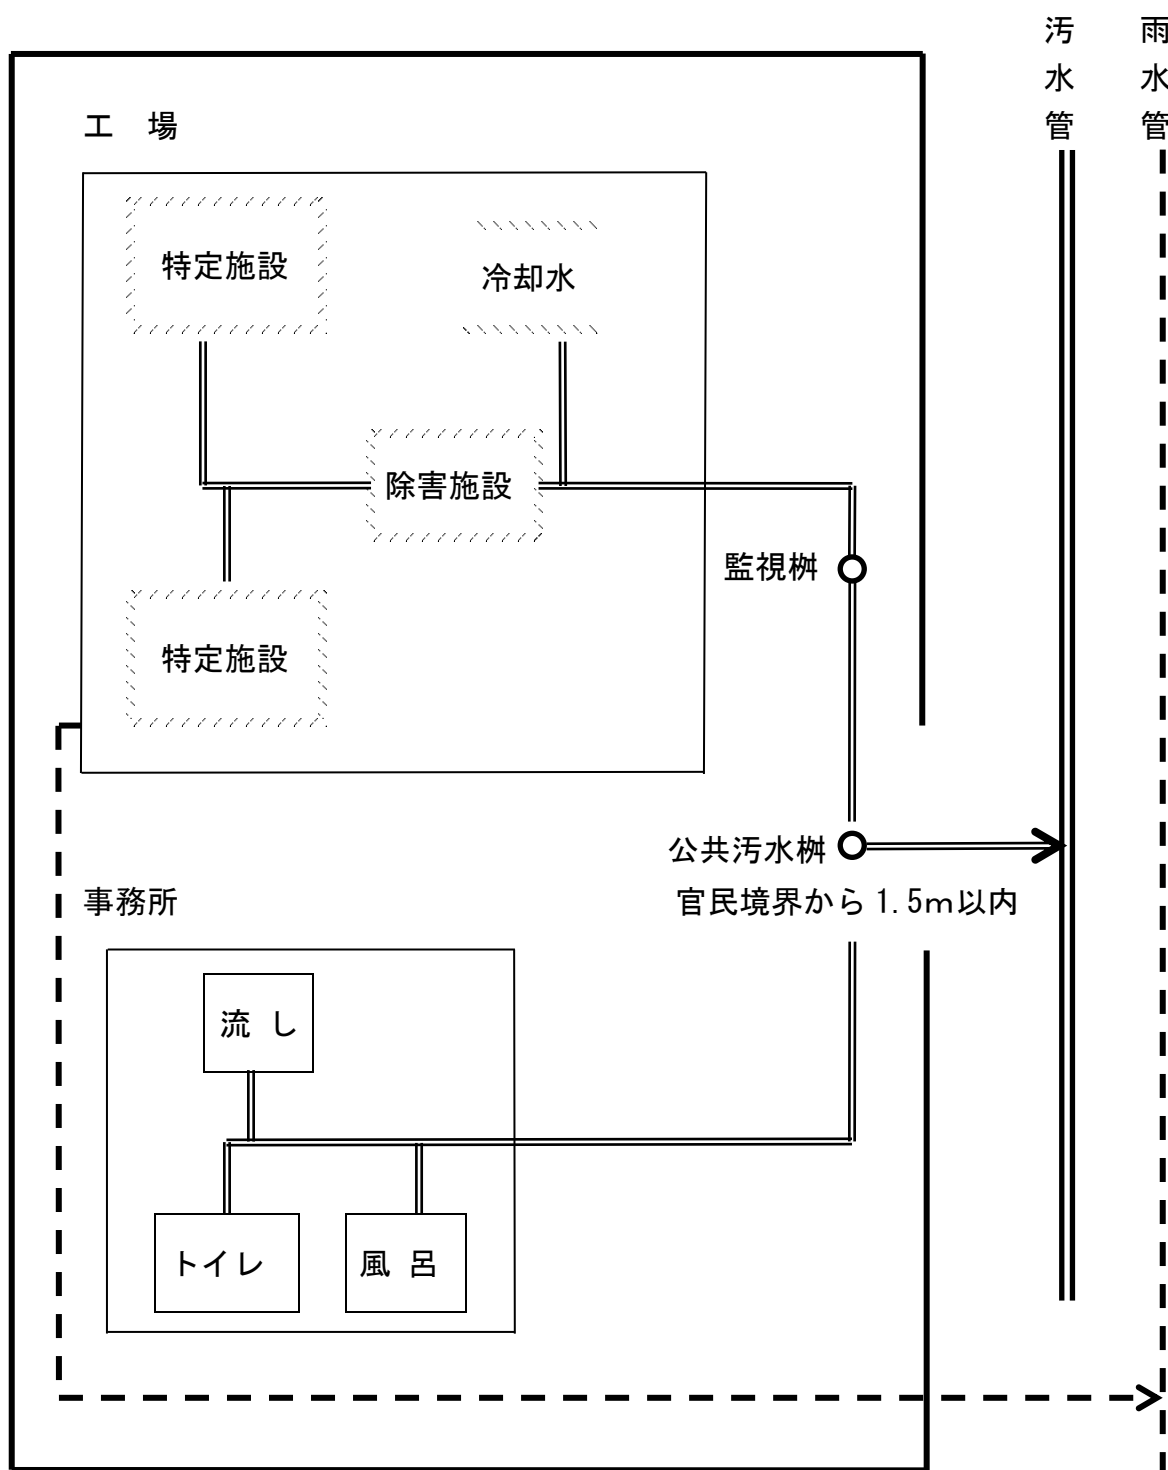 汚水管
雨水管
工 場
特定施設
冷却水
除害施設
監視桝
特定施設
公共汚水桝
官民境界から1.5m以内
事務所
流 し
トイレ
風 呂